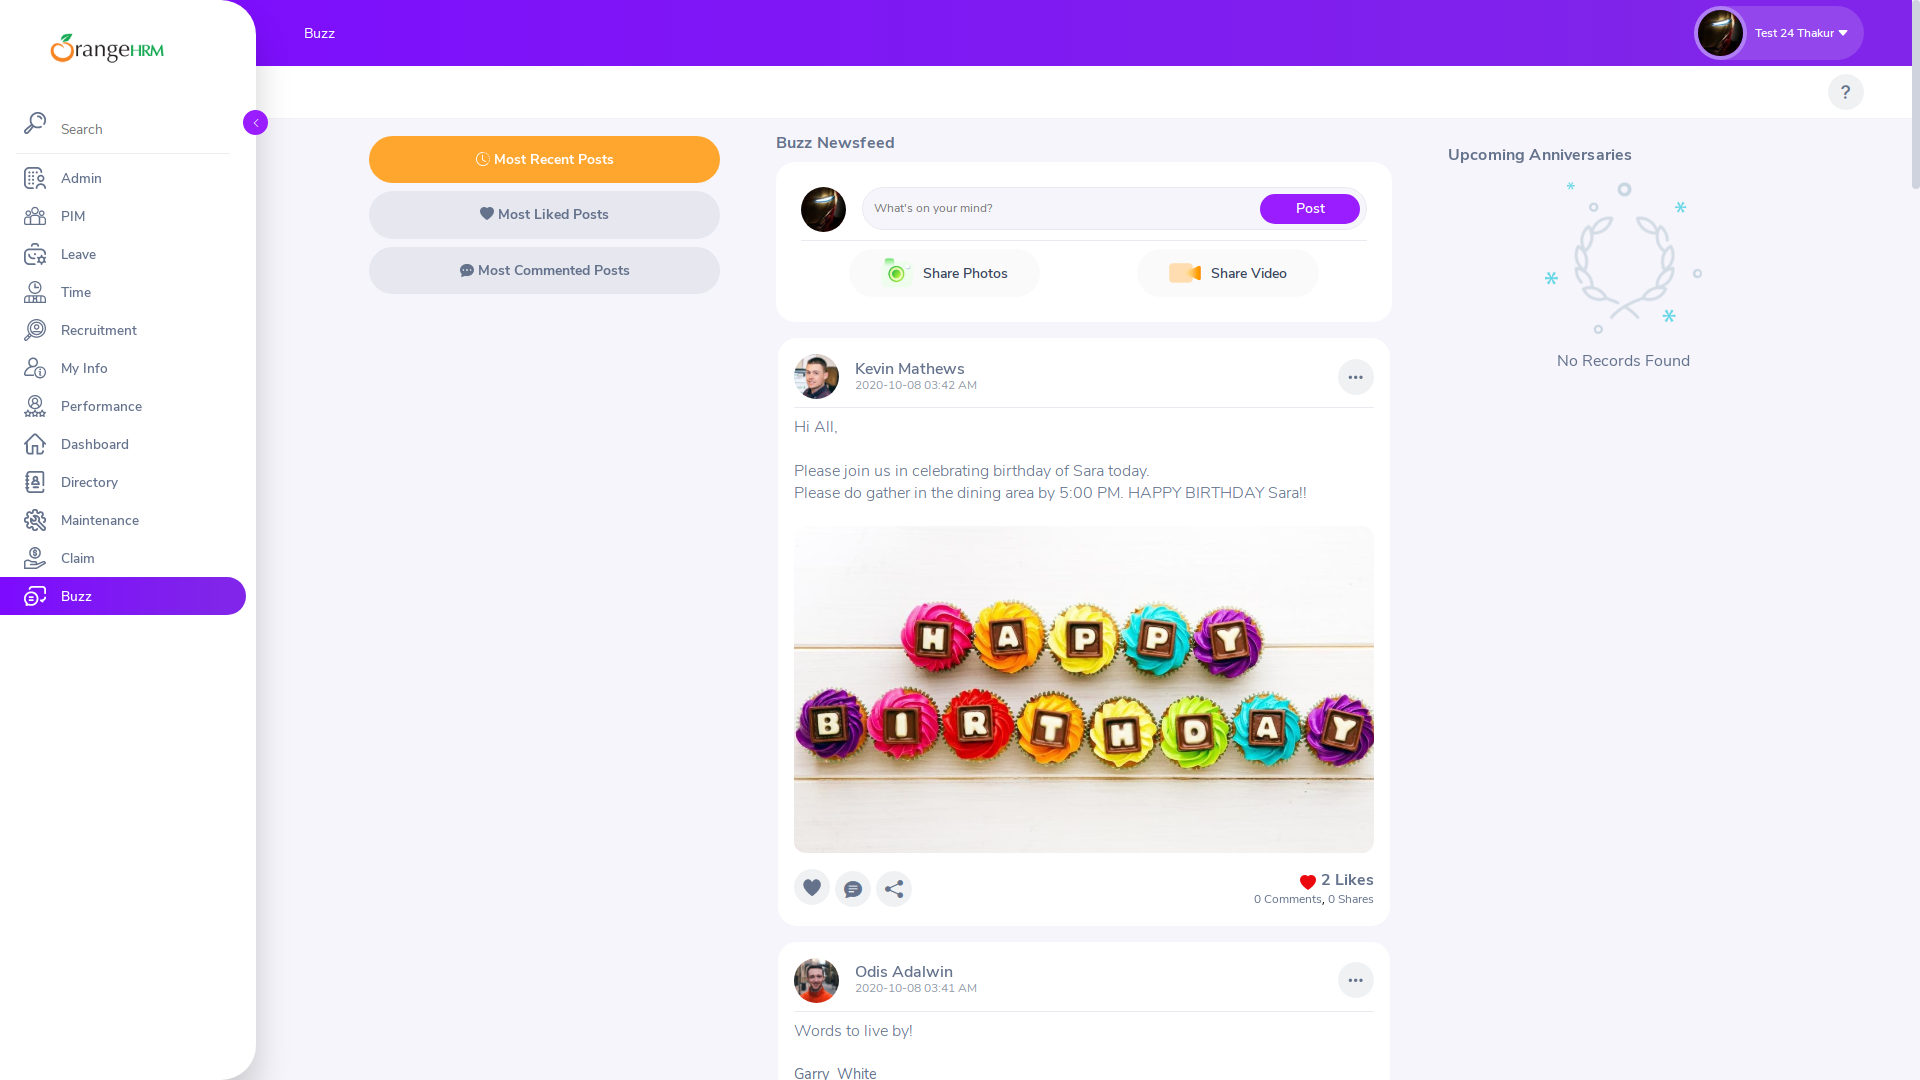 OrangeHRM
Search
Admin
PIM
Leave
Time
Recruitment
My Info
Performance
Dashboard
Directory
Maintenance
Claim
Buzz
Buzz
Test 24 Thakur
?
Most Recent Posts
Most Liked Posts
Most Commented Posts
Buzz Newsfeed
What's on your mind?
Post
Share Photos
Share Video
Kevin Mathews
2020-10-08 03:42 AM
Hi All,
Please join us in celebrating birthday of Sara today.
Please do gather in the dining area by 5:00 PM. HAPPY BIRTHDAY Sara!!
HAPPY
BIRTHDAY
2 Likes
0 Comments, 0 Shares
Odis Adalwin
2020-10-08 03:41 AM
Words to live by!
Garry White
Upcoming Anniversaries
No Records Found